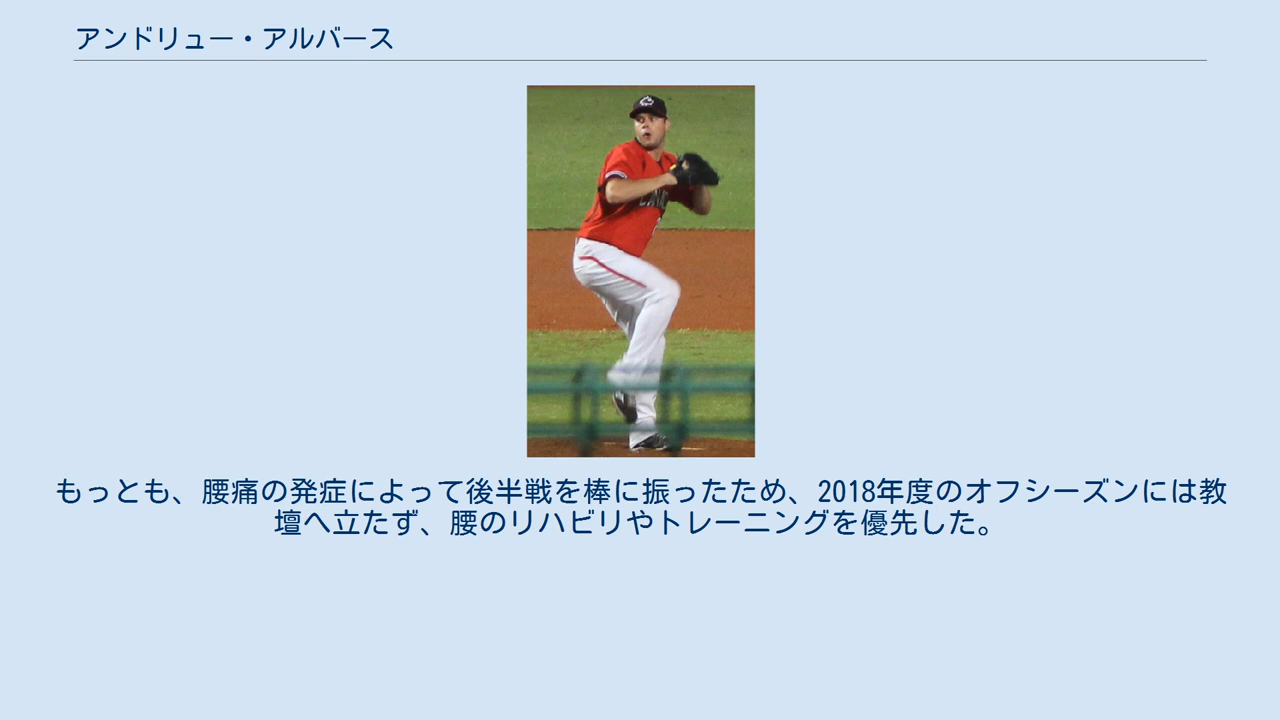 アンドリュー・アルバース
もっとも、腰痛の発症によって後半戦を棒に振ったため、2018年度のオフシーズンには教
壇へ立たず、腰のリハビリやトレーニングを優先した。